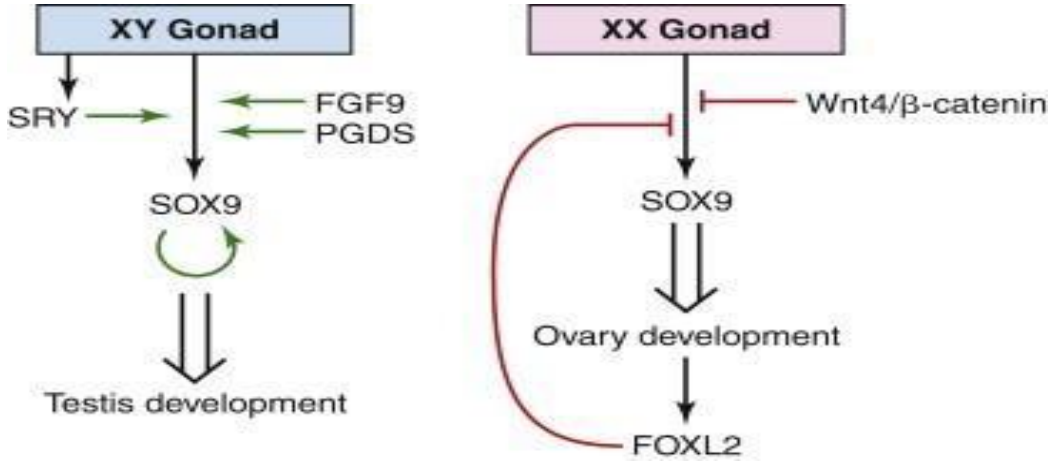 XY Gonad
SRY
FGF9
PGDS
SOX9
Testis development
XX Gonad
Wnt4/β-catenin
SOX9
Ovary development
FOXL2